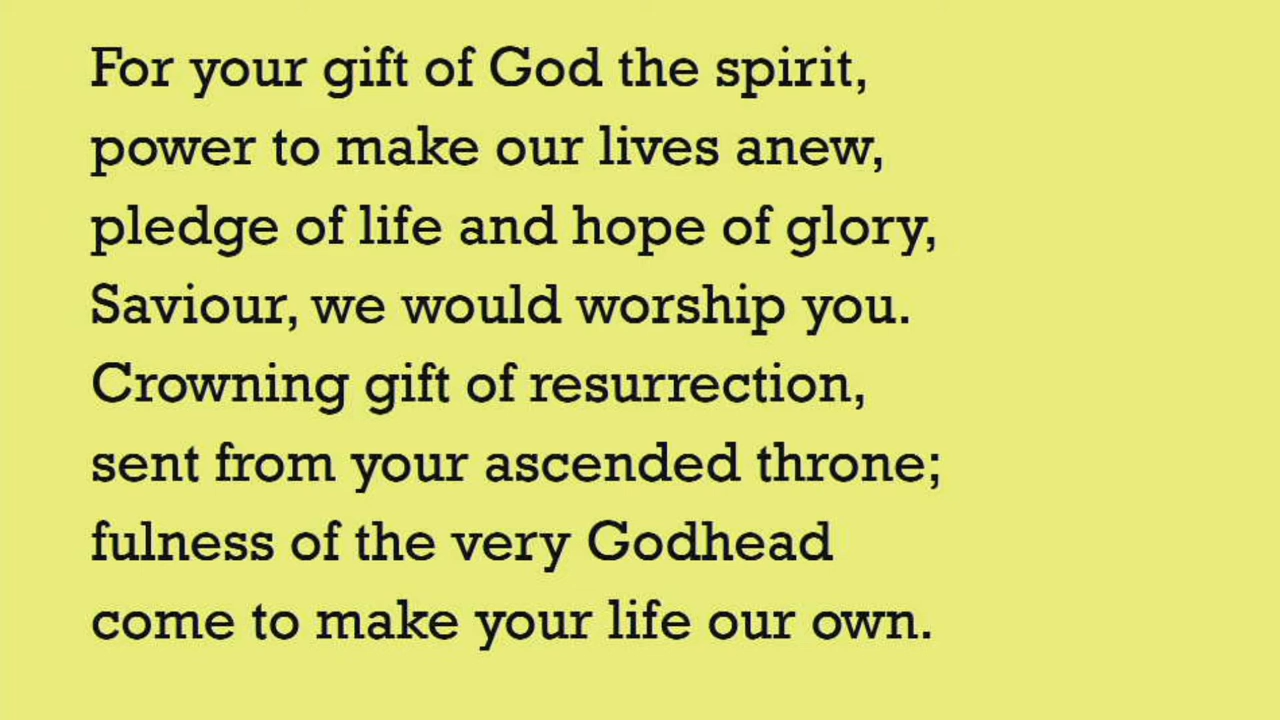 For your gift of God the spirit,
power to make our lives anew,
pledge of life and hope of glory,
Saviour, we would worship you.
Crowning gift of resurrection,
sent from your ascended throne;
fulness of the very Godhead
come to make your life our own.